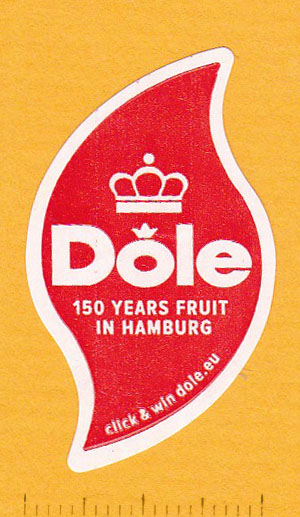 Dole
150 YEARS FRUIT
IN HAMBURG
click & win dole.eu